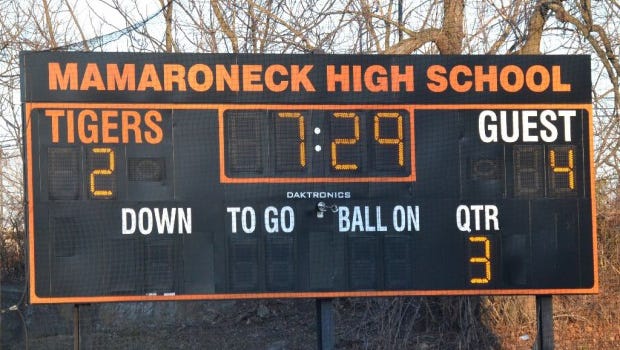 MAMARONECK HIGH SCHOOL
TIGERS 7:29 GUEST
2 4
DAKTRONICS
DOWN TO GO BALL ON QTR
3